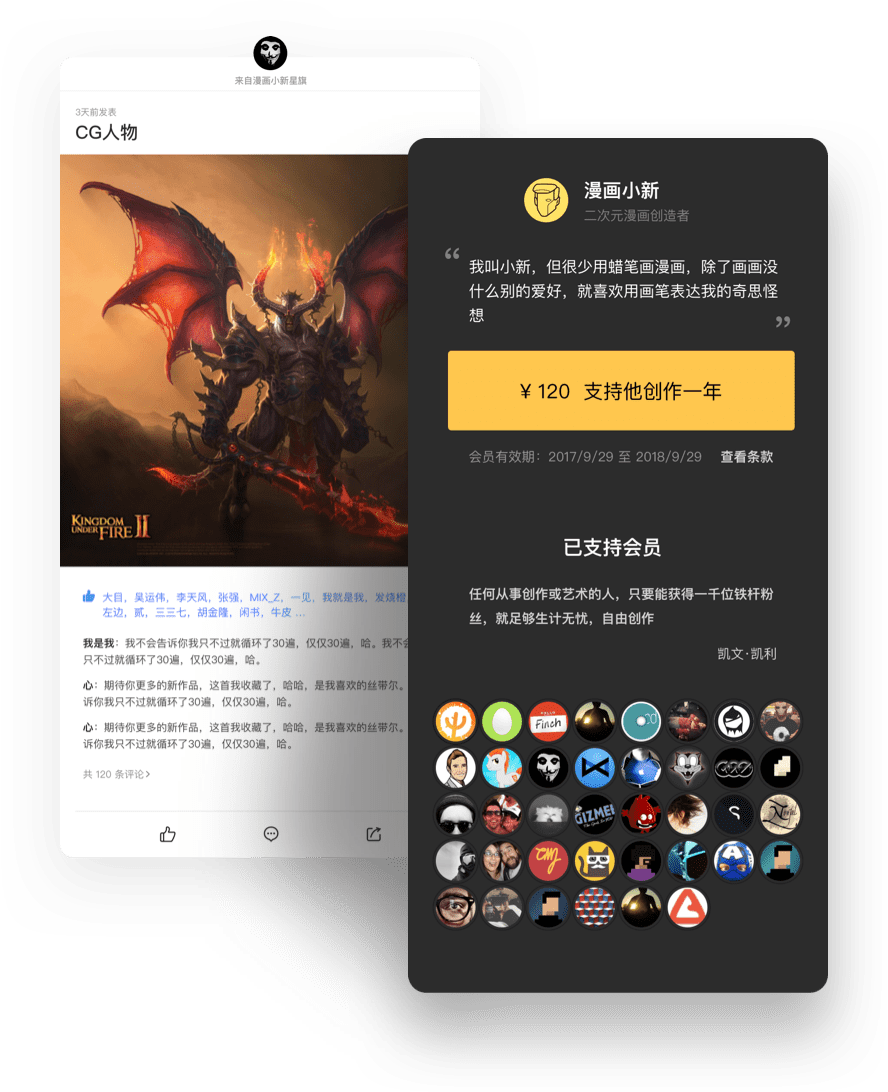 来自漫画小新星旗
3天前发表
CG人物
KINGDOM
UNDER FIRE II
大目，吴运伟，李天风，张强，MIX_Z，一见，我就是我，发烧橙
左边，贰，三三七，胡金隆，闲书，牛皮 ...
我是我：我不会告诉你我只不过就循环了30遍，仅仅30遍，哈。我不会
只不过就循环了30遍，仅仅30遍，哈。
心：期待你更多的新作品，这首我收藏了，哈哈，是我喜欢的丝带尔。
诉你我只不过就循环了30遍，仅仅30遍，哈。
心：期待你更多的新作品，这首我收藏了，哈哈，是我喜欢的丝带尔。
诉你我只不过就循环了30遍，仅仅30遍，哈。
共 120 条评论>
漫画小新
二次元漫画创造者
“ 我叫小新，但很少用蜡笔画漫画，除了画画没
什么别的爱好，就喜欢用画笔表达我的奇思怪
想 ”
¥ 120 支持他创作一年
会员有效期：2017/9/29 至 2018/9/29 查看条款
已支持会员
任何从事创作或艺术的人，只要能获得一千位铁杆粉
丝，就足够生计无忧，自由创作
凯文·凯利
Finch
GIZMEI